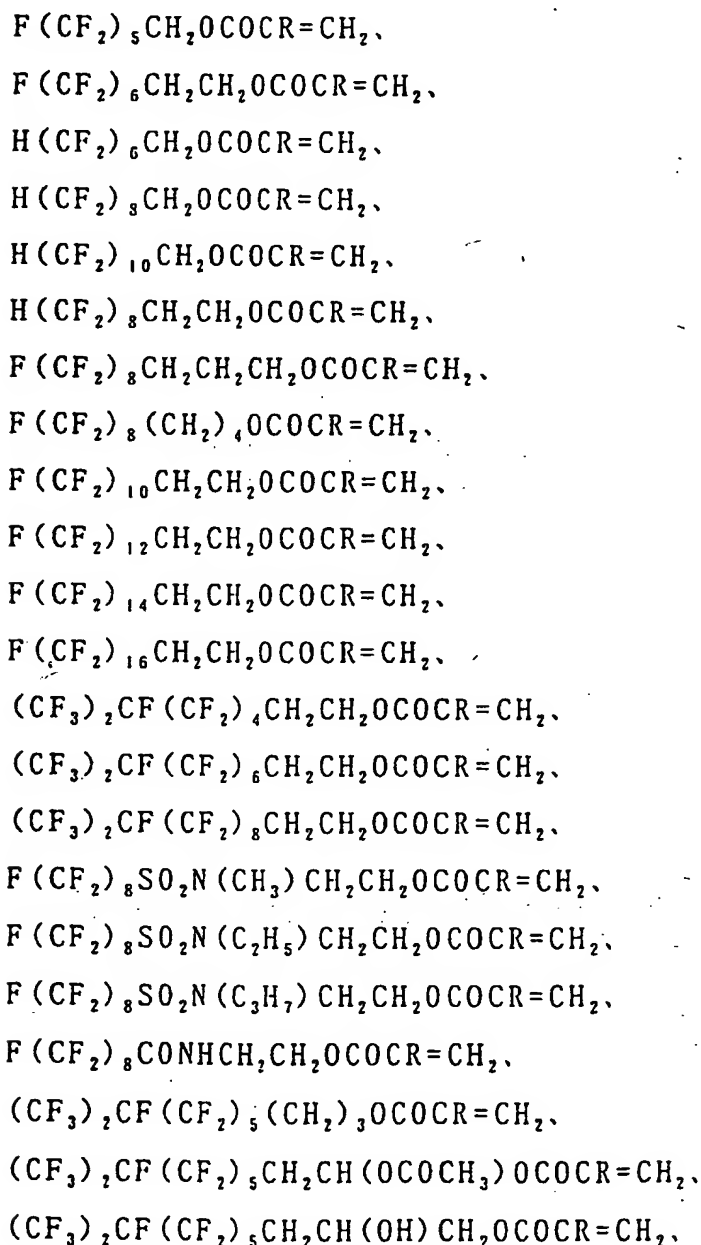 F(CF₂)₅CH₂OCOCR=CH₂、
F(CF₂)₆CH₂CH₂OCOCR=CH₂、
H(CF₂)₆CH₂OCOCR=CH₂、
H(CF₂)₈CH₂OCOCR=CH₂、
H(CF₂)₁₀CH₂OCOCR=CH₂、
H(CF₂)₈CH₂CH₂OCOCR=CH₂、
F(CF₂)₈CH₂CH₂CH₂OCOCR=CH₂、
F(CF₂)₈(CH₂)₄OCOCR=CH₂、
F(CF₂)₁₀CH₂CH₂OCOCR=CH₂、
F(CF₂)₁₂CH₂CH₂OCOCR=CH₂、
F(CF₂)₁₄CH₂CH₂OCOCR=CH₂、
F(CF₂)₁₆CH₂CH₂OCOCR=CH₂、
(CF₃)₂CF(CF₂)₄CH₂CH₂OCOCR=CH₂、
(CF₃)₂CF(CF₂)₆CH₂CH₂OCOCR=CH₂、
(CF₃)₂CF(CF₂)₈CH₂CH₂OCOCR=CH₂、
F(CF₂)₈SO₂N(CH₃)CH₂CH₂OCOCR=CH₂、
F(CF₂)₈SO₂N(C₂H₅)CH₂CH₂OCOCR=CH₂、
F(CF₂)₈SO₂N(C₃H₇)CH₂CH₂OCOCR=CH₂、
F(CF₂)₈CONHCH₂CH₂OCOCR=CH₂、
(CF₃)₂CF(CF₂)₅(CH₂)₃OCOCR=CH₂、
(CF₃)₂CF(CF₂)₅CH₂CH(OCOCH₃)OCOCR=CH₂、
(CF₃)₂CF(CF₂)₅CH₂CH(OH)CH₂OCOCR=CH₂、